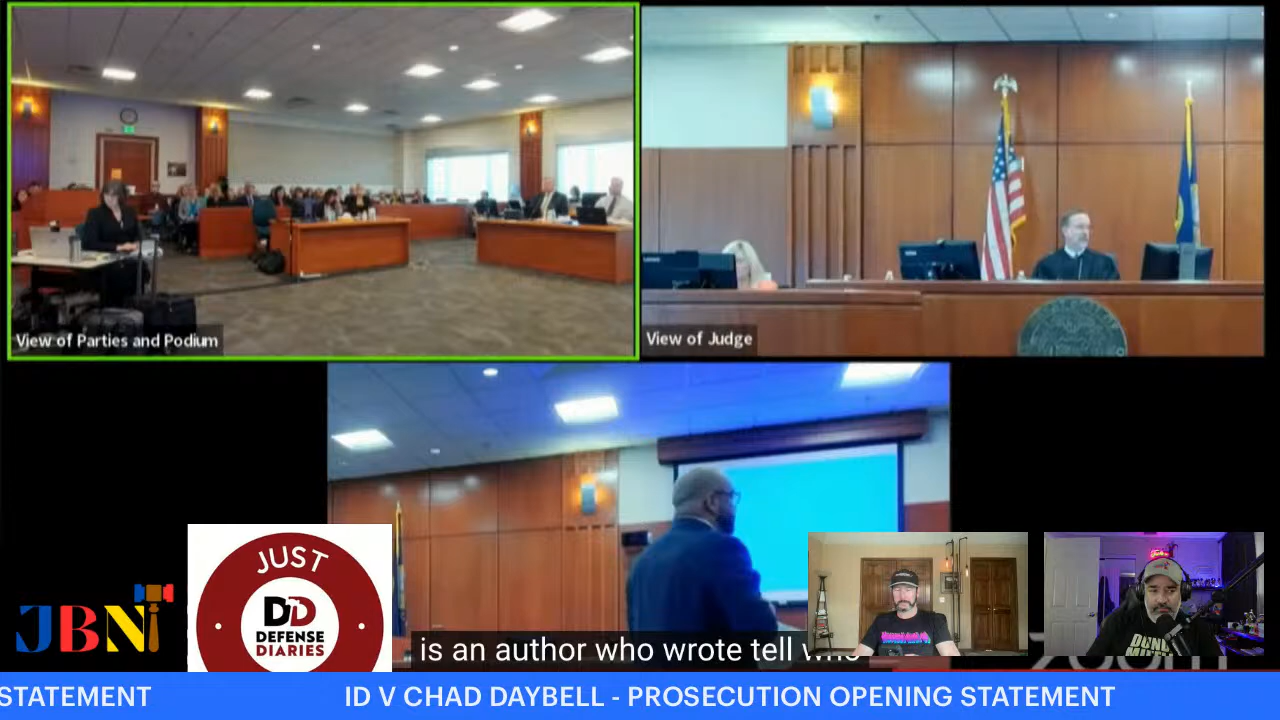 View of Parties and Podium
View of Judge
JBN
JUST
DD
DEFENSE
DIARIES
is an author who wrote tell
zoom
STATEMENT
ID V CHAD DAYBELL - PROSECUTION OPENING STATEMENT